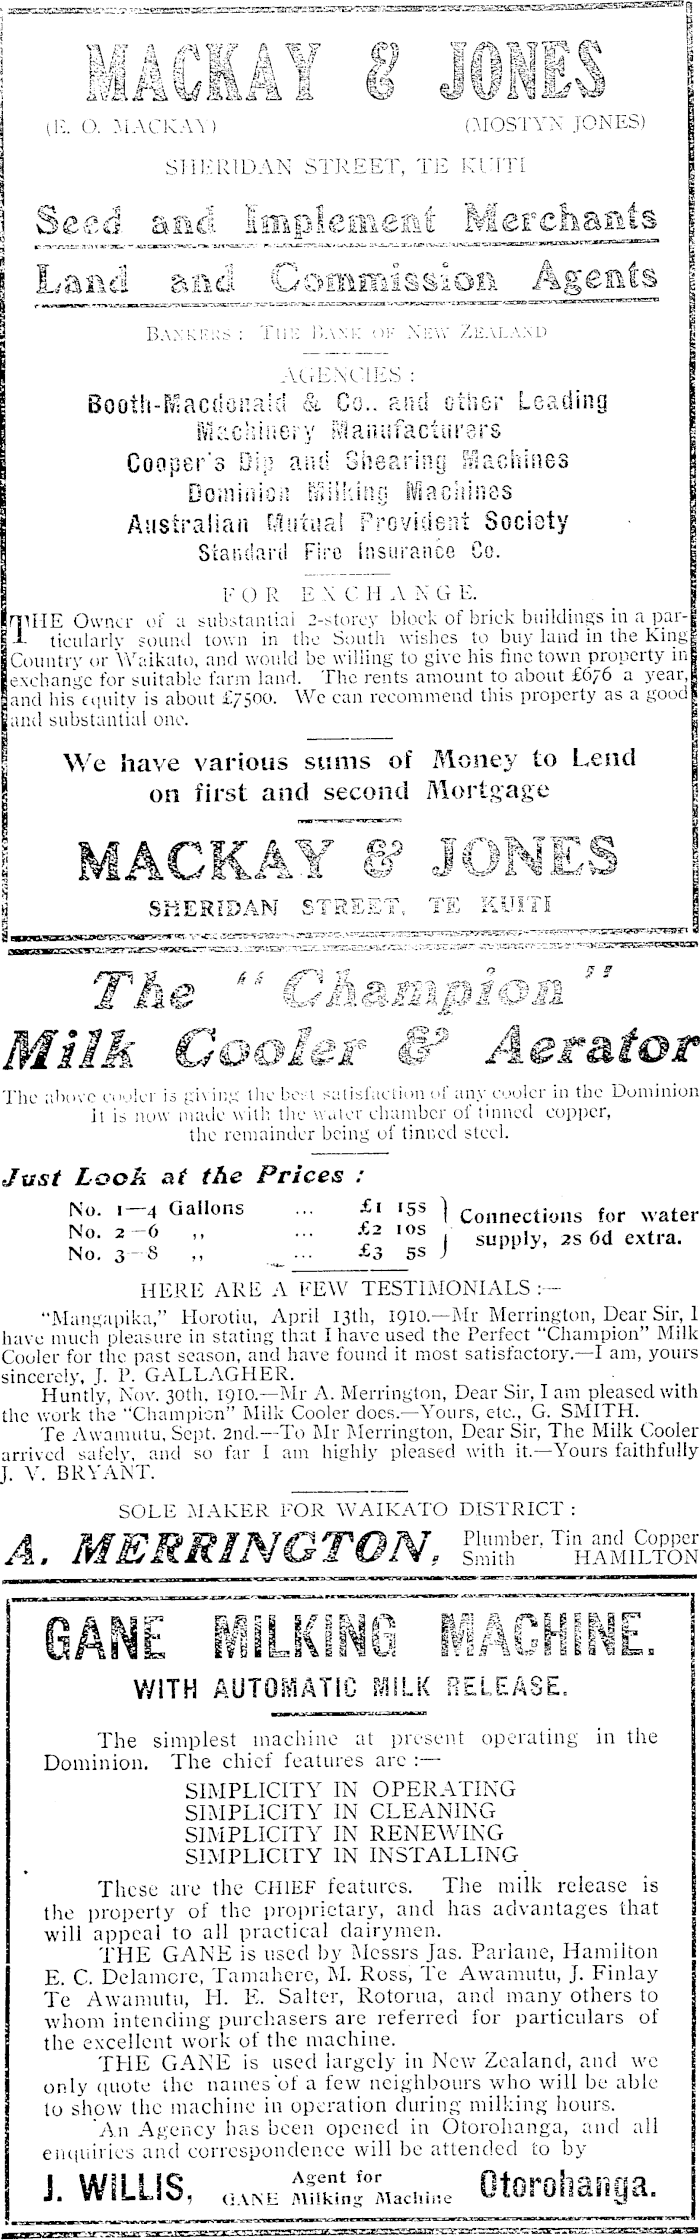 MACKAY & JONES
(E. O. MACKAY) (MOSTYN JONES)
SHERIDAN STREET, TE KUITI
Seed and Implement Merchants
Land and Commission Agents
BANKERS: THE BANK OF NEW ZEALAND
AGENCIES:
Booth-Macdonald & Co., and other Leading
Machinery Manufacturers
Cooper's Dip and Shearing Machines
Dominion Milking Machines
Australian Mutual Provident Society
Standard Fire Insurance Co.
FOR EXCHANGE.
THE Owner of a substantial 2-storey block of brick buildings in a par-
ticularly sound town in the South wishes to buy land in the King
Country or Waikato, and would be willing to give his fine town property in
exchange for suitable farm land. The rents amount to about £676 a year,
and his equity is about £7500. We can recommend this property as a good
and substantial one.
We have various sums of Money to Lend
on first and second Mortgage
MACKAY & JONES
SHERIDAN STREET, TE KUITI
The "Champion"
Milk Cooler & Aerator
The above cooler is giving the best satisfaction of any cooler in the Dominion
it is now made with the water chamber of tinned copper,
the remainder being of tinned steel.
Just Look at the Prices:
No. 1—4 Gallons ... £1 15s
No. 2—6 ,, ... £2 10s
No. 3—8 ,, ... £3 5s
Connections for water
supply, 2s 6d extra.
HERE ARE A FEW TESTIMONIALS:—
"Mangapika," Horotiu, April 13th, 1910.—Mr Merrington, Dear Sir, I
have much pleasure in stating that I have used the Perfect "Champion" Milk
Cooler for the past season, and have found it most satisfactory.—I am, yours
sincerely, J. P. GALLAGHER.
Huntly, Nov. 30th, 1910.—Mr A. Merrington, Dear Sir, I am pleased with
the work the "Champion" Milk Cooler does.—Yours, etc., G. SMITH.
Te Awamutu, Sept. 2nd.—To Mr Merrington, Dear Sir, The Milk Cooler
arrived safely, and so far I am highly pleased with it.—Yours faithfully
J. V. BRYANT.
SOLE MAKER FOR WAIKATO DISTRICT:
A. MERRINGTON, Plumber, Tin and Copper
Smith HAMILTON
GANE MILKING MACHINE.
WITH AUTOMATIC MILK RELEASE.
The simplest machine at present operating in the
Dominion. The chief features are:—
SIMPLICITY IN OPERATING
SIMPLICITY IN CLEANING
SIMPLICITY IN RENEWING
SIMPLICITY IN INSTALLING
These are the CHIEF features. The milk release is
the property of the proprietary, and has advantages that
will appeal to all practical dairymen.
THE GANE is used by Messrs Jas. Parlane, Hamilton
E. C. Delamore, Tamahere, M. Ross, Te Awamutu, J. Finlay
Te Awamutu, H. E. Salter, Rotorua, and many others to
whom intending purchasers are referred for particulars of
the excellent work of the machine.
THE GANE is used largely in New Zealand, and we
only quote the names of a few neighbours who will be able
to show the machine in operation during milking hours.
An Agency has been opened in Otorohanga, and all
enquiries and correspondence will be attended to by
J. WILLIS, Agent for
GANE Milking Machine Otorohanga.